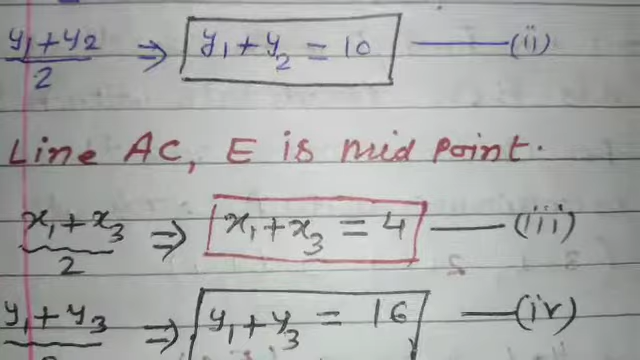 y₁+y₂/2 ⇒ y₁+y₂ = 10 —(ii)
Line AC, E is mid point.
x₁+x₃/2 ⇒ x₁+x₃ = 4 —(iii)
y₁+y₃ ⇒ y₁+y₃ = 16 —(iv)